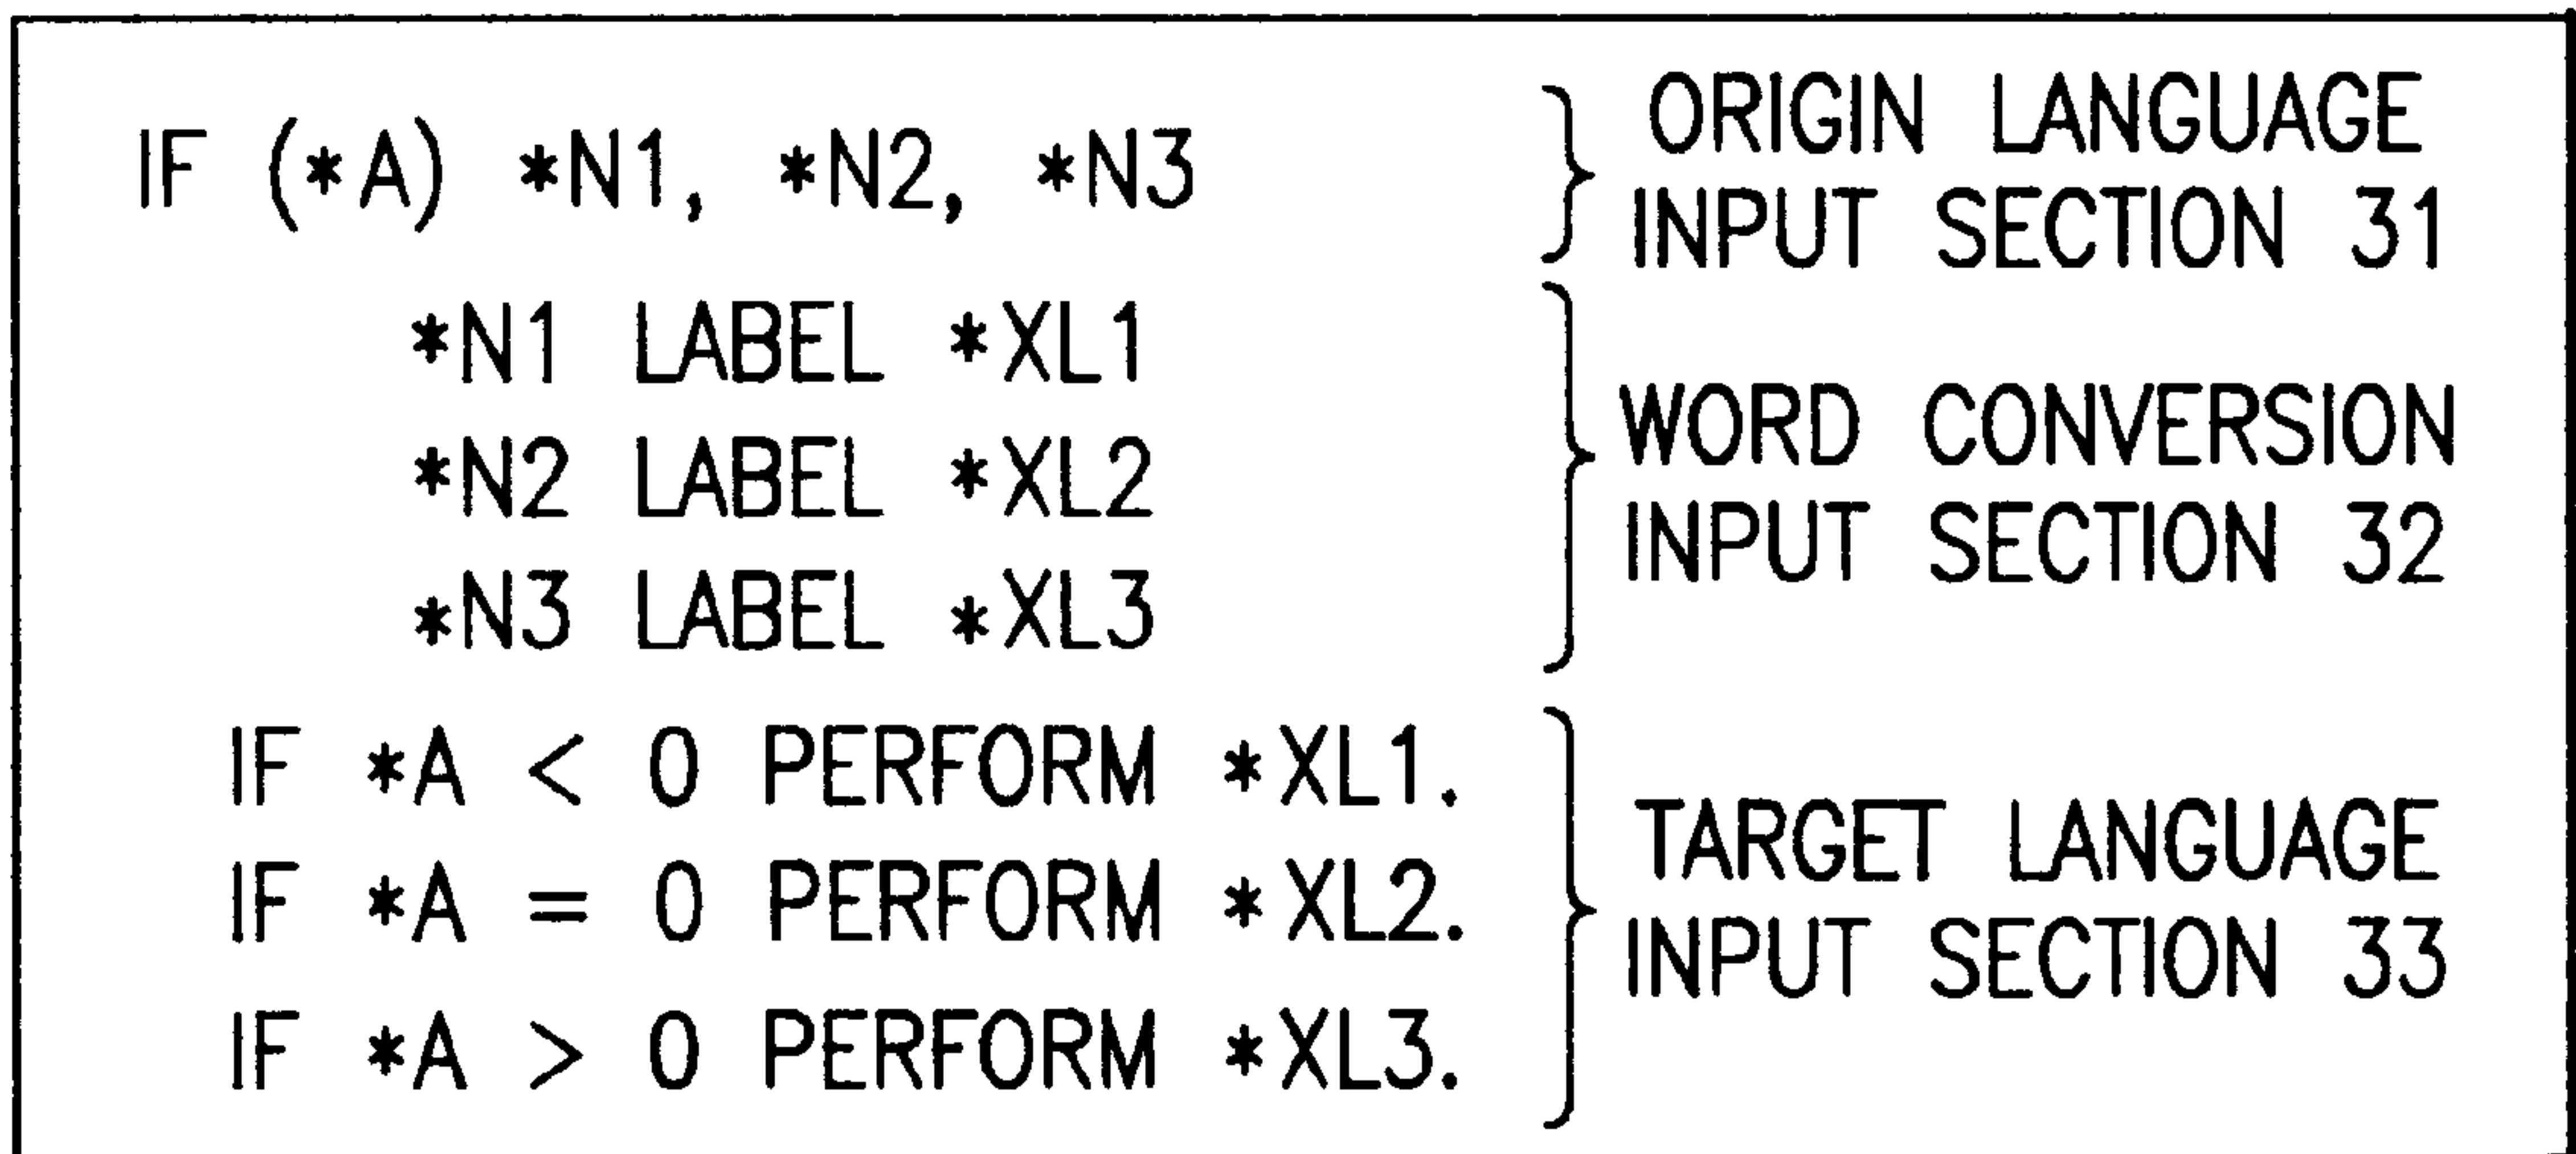 IF (*A) *N1, *N2, *N3
ORIGIN LANGUAGE
INPUT SECTION 31
*N1 LABEL *XL1
*N2 LABEL *XL2
*N3 LABEL *XL3
WORD CONVERSION
INPUT SECTION 32
IF *A < 0 PERFORM *XL1.
IF *A = 0 PERFORM *XL2.
IF *A > 0 PERFORM *XL3.
TARGET LANGUAGE
INPUT SECTION 33